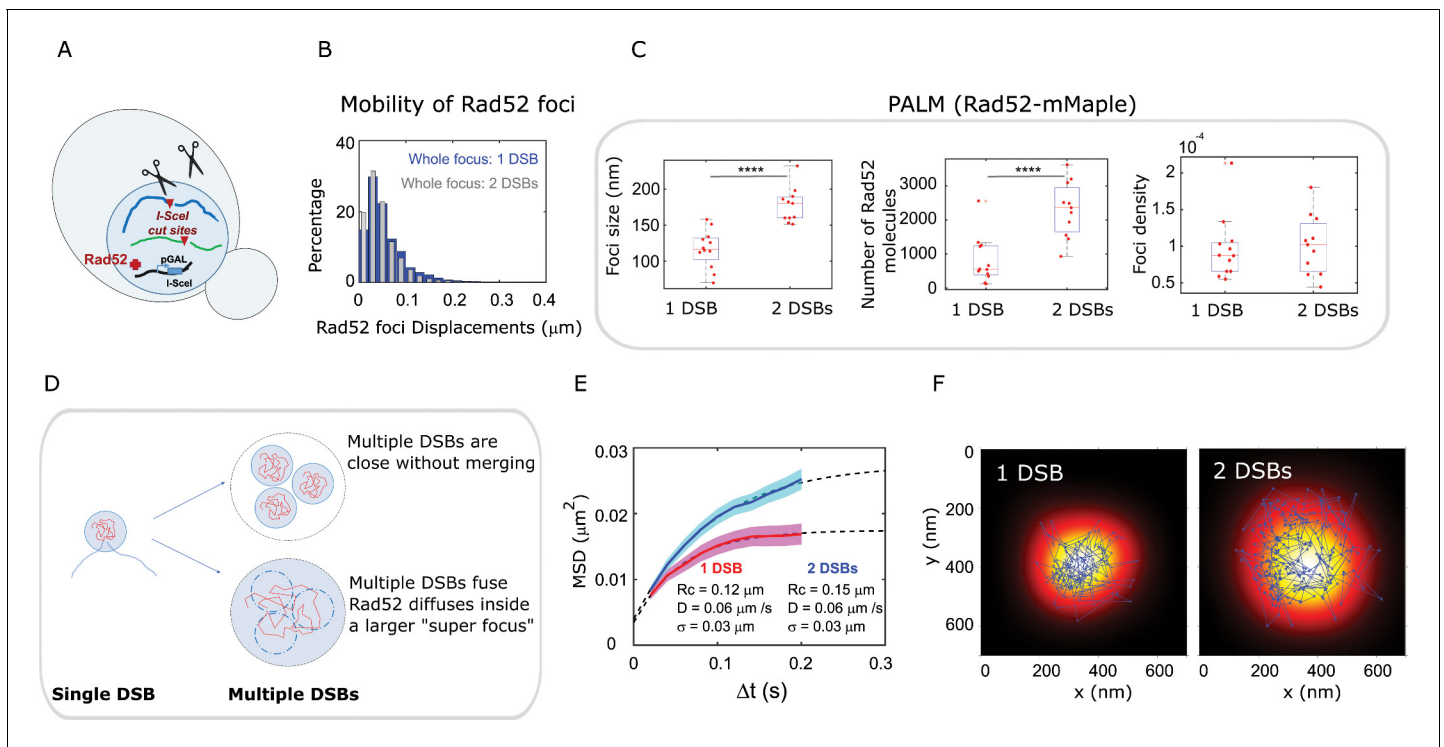 A
I-SceI
cut sites
Rad52
pGAL
I-SceI
B
Mobility of Rad52 foci
40
20
0
Percentage
Whole focus: 1 DSB
Whole focus: 2 DSBs
0
0.1
0.2
0.3
0.4
Rad52 foci Displacements (μm)
C
PALM (Rad52-mMaple)
Foci size (nm)
200
150
100
****
1 DSB
2 DSBs
Number of Rad52
molecules
3000
2000
1000
0
****
1 DSB
2 DSBs
10⁻⁴
Foci density
2
1.5
1
0.5
1 DSB
2 DSBs
D
Multiple DSBs are
close without merging
Multiple DSBs fuse
Rad52 diffuses inside
a larger "super focus"
Single DSB
Multiple DSBs
E
MSD (μm²)
0.03
0.02
0.01
0
1 DSB
Rc = 0.12 μm
D = 0.06 μm /s
σ = 0.03 μm
2 DSBs
Rc = 0.15 μm
D = 0.06 μm /s
σ = 0.03 μm
0
0.1
0.2
0.3
Δt (s)
F
y (nm)
0
200
400
600
1 DSB
0
200
400
600
x (nm)
2 DSBs
0
200
400
600
x (nm)